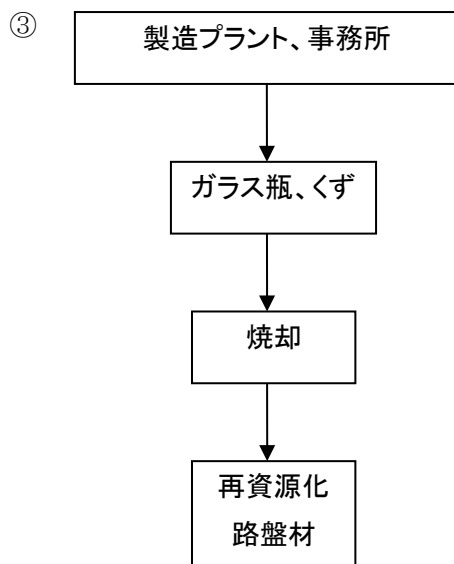 ③
製造プラント、事務所
ガラス瓶、くず
焼却
再資源化
路盤材